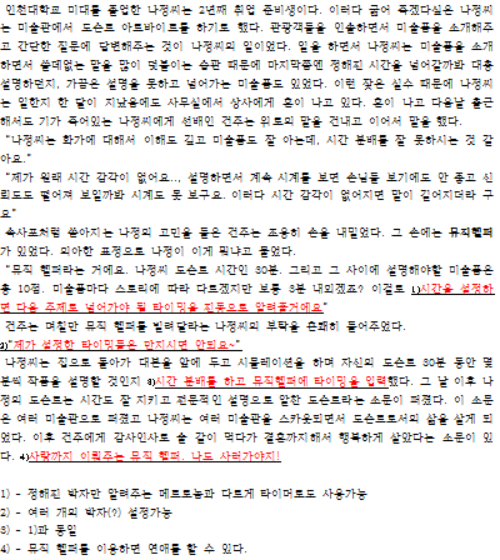 인천대학교 미대를 졸업한 나정씨는 2년째 취업 준비생이다. 이러다 굶어 죽겠다싶은 나정씨
는 미술관에서 도슨트 아르바이트를 하기로 했다. 관광객들을 인솔하면서 미술품을 소개해주
고 간단한 질문에 답변해주는 것이 나정씨의 일이었다. 일을 하면서 나정씨는 미술품을 소개
하면서 쓸데없는 말을 많이 덧붙이는 습관 때문에 마지막쯤엔 정해진 시간을 넘어갈까봐 대충
설명하던지, 가끔은 설명을 못하고 넘어가는 미술품도 있었다. 이런 잦은 실수 때문에 나정씨
는 일한지 한 달이 지났음에도 사무실에서 상사에게 혼이 나고 있다. 혼이 나고 다음날 출근
해서도 기가 죽어있는 나정씨에게 선배인 건주는 위로의 말을 건내고 이어서 말을 했다.
“나정씨는 화가에 대해서 이해도 깊고 미술품도 잘 아는데, 시간 분배를 잘 못하시는 것 같
아요.”
“제가 원래 시간 감각이 없어요.., 설명하면서 계속 시계를 보면 손님들 보기에도 안 좋고 신
뢰도도 떨어져 보일까봐 시계도 못 보구요. 이러다 시간 감각이 없어지면 말이 길어지더라 구
요”
속사포처럼 쏟아지는 나정의 고민을 들은 건주는 조용히 손을 내밀었다. 그 손에는 뮤직헬퍼
가 있었다. 의아한 표정으로 나정이 이게 뭐냐고 물었다.
“뮤직 헬퍼라는 거에요. 나정씨 도슨트 시간인 30분. 그리고 그 사이에 설명해야할 미술품은
총 10점. 미술품마다 스토리에 따라 다르겠지만 보통 3분 내외겠죠? 이걸로 1)시간을 설정하
면 다음 주제로 넘어가야 될 타이밍을 진동으로 알려줄거에요”
건주는 며칠만 뮤직 헬퍼를 빌려달라는 나정씨의 부탁을 흔쾌히 들어주었다.
2)“제가 설정한 타이밍들은 만지시면 안되요~”
나정씨는 집으로 돌아가 대본을 앞에 두고 시뮬레이션을 하며 자신의 도슨트 30분 동안 몇
분씩 작품을 설명할 것인지 3)시간 분배를 하고 뮤직헬퍼에 타이밍을 입력했다. 그 날 이후 나
정의 도슨트는 시간도 잘 지키고 전문적인 설명으로 알찬 도슨트라는 소문이 퍼졌다. 이 소문
은 여러 미술관으로 퍼졌고 나정씨는 여러 미술관을 스카웃되면서 도슨트로서의 삶을 살게 되
었다. 이후 건주에게 감사인사로 술 같이 먹다가 결혼까지해서 행복하게 살았다는 소문이 있
다. 4)사랑까지 이뤄주는 뮤직 헬퍼. 나도 사러가야지!
1) - 정해진 박자만 알려주는 메트로놈과 다르게 타이머로도 사용가능
2) - 여러 개의 박자(?) 설정가능
3) - 1)과 동일
4) - 뮤직 헬퍼를 이용하면 연애를 할 수 있다.